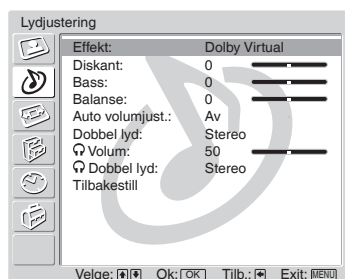 Lydjustering
Effekt: Dolby Virtual
Diskant: 0
Bass: 0
Balanse: 0
Auto volumjust.: Av
Dobbel lyd: Stereo
Volum: 50
Dobbel lyd: Stereo
Tilbakestill
Velge: Ok: OK Tilb.: Exit: MENU